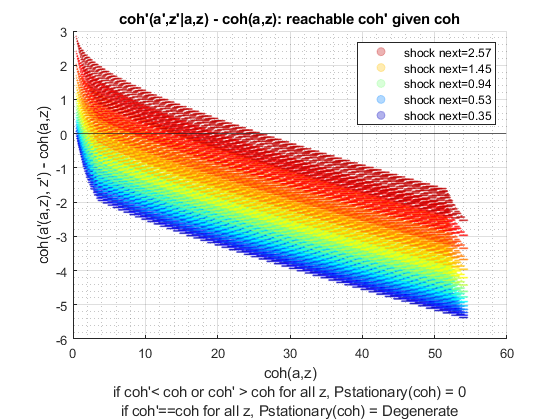 coh'(a',z'|a,z) - coh(a,z): reachable coh' given coh
3
2
1
0
-1
-2
-3
-4
-5
-6
coh(a'(a,z), z') - coh(a,z)
shock next=2.57
shock next=1.45
shock next=0.94
shock next=0.53
shock next=0.35
0 10 20 30 40 50 60
coh(a,z)
if coh'< coh or coh' > coh for all z, Pstationary(coh) = 0
if coh'==coh for all z, Pstationary(coh) = Degenerate